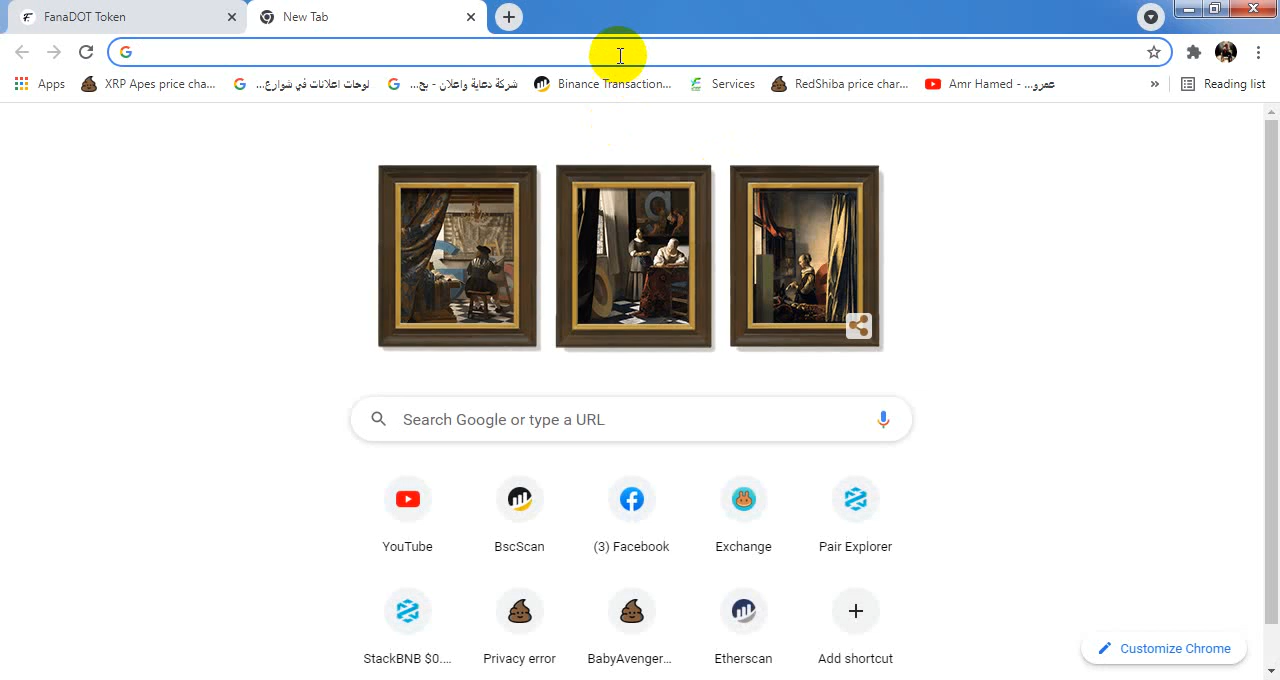 FanaDOT Token
New Tab
Apps
XRP Apes price cha...
لوحات إعلانات في شوارع...
شركة دعاية واعلان - بح...
Binance Transaction...
Services
RedShiba price char...
Amr Hamed - عمرو...
»
Reading list
Search Google or type a URL
YouTube
BscScan
(3) Facebook
Exchange
Pair Explorer
StackBNB $0....
Privacy error
BabyAvenger...
Etherscan
Add shortcut
Customize Chrome